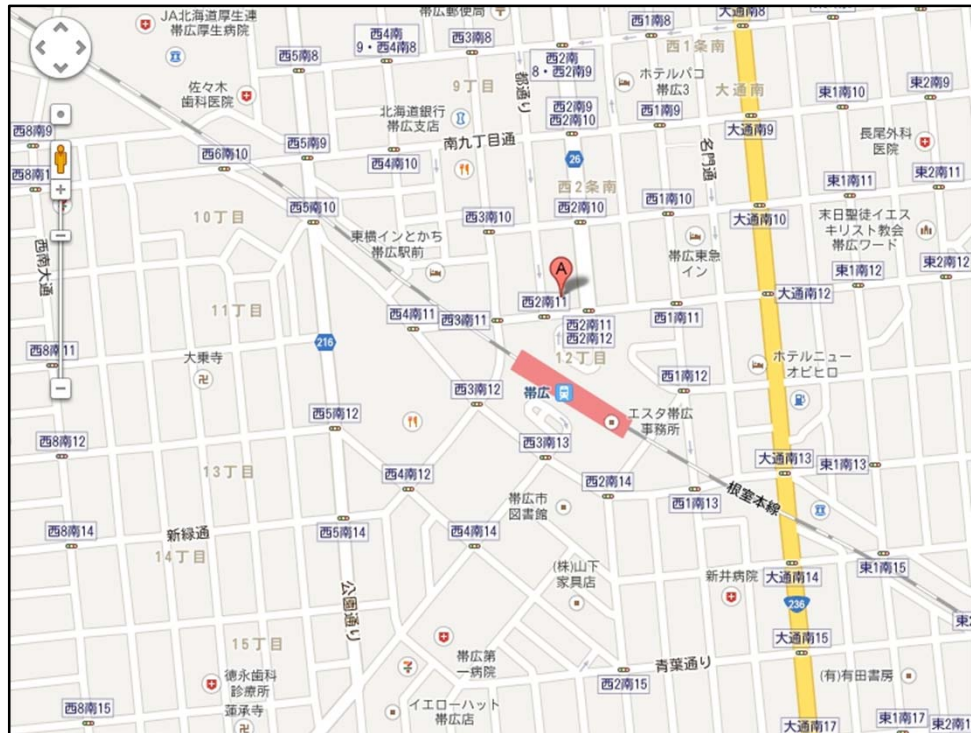 JA北海道厚生連
帯広厚生病院
帯広郵便局
西5南8
西4南
9・西4南8
西3南8
西2南
8・西2南9
西1南8
大通南8
西1条南
都通り
ホテルパコ
帯広3
大通南
東2南9
佐々木
歯科医院
9丁目
北海道銀行
帯広支店
西2南9
西2南10
西1南9
東1南10
大通南9
西8南9
西6南10
西5南9
西4南10
南九丁目通
26
名門通
長尾外科
医院
西2条南
東1南11
東2南11
10丁目
西5南10
西3南10
西2南10
西1南10
大通南10
末日聖徒イエス
キリスト教会
帯広ワード
西南大通
東横インとかち
帯広駅前
帯広東急
イン
東1南12
東2南12
A
11丁目
西4南11
西3南11
西2南11
西2南11
西2南12
西1南11
大通南12
216
西8南11
大乗寺
12丁目
ホテルニュー
オビヒロ
西3南12
帯広
西1南12
エスタ帯広
事務所
西8南12
西5南12
西3南13
13丁目
西4南12
西2南14
西1南13
大通南13
東1南13
根室本線
帯広市
図書館
西8南14
新緑通
西5南14
西4南14
14丁目
(株)山下
家具店
新井病院
大通南14
東1南15
公園通り
236
15丁目
帯広第
一病院
大通南15
青葉通り
徳永歯科
診療所
西2南15
(有)有田書房
蓮承寺
イエローハット
帯広店
西8南15
大通南17
東1南17